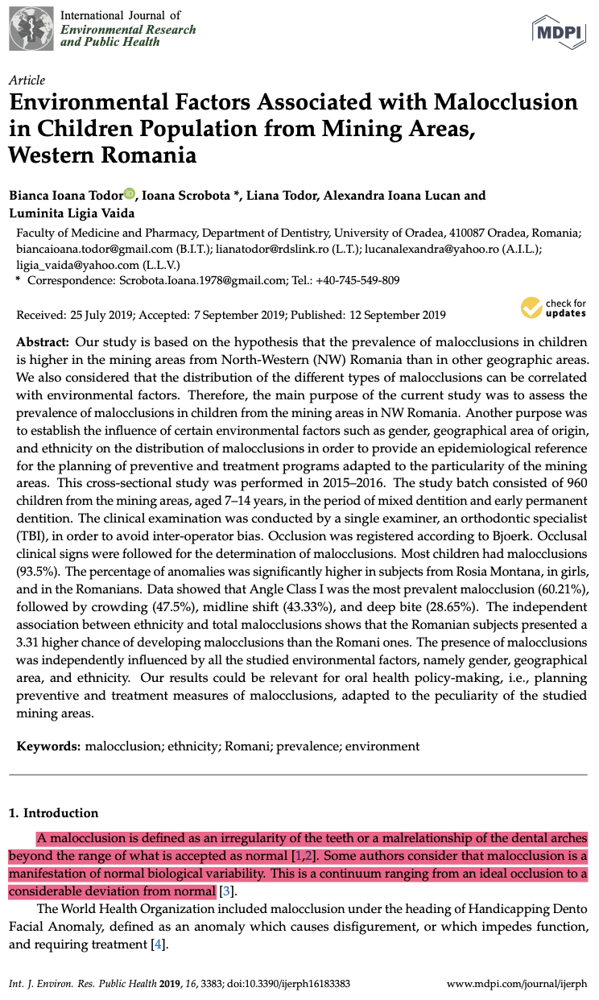 International Journal of
Environmental Research
and Public Health
MDPI
Article
Environmental Factors Associated with Malocclusion
in Children Population from Mining Areas,
Western Romania
Bianca Ioana Todor iD, Ioana Scrobota *, Liana Todor, Alexandra Ioana Lucan and
Luminita Ligia Vaida
Faculty of Medicine and Pharmacy, Department of Dentistry, University of Oradea, 410087 Oradea, Romania;
biancaioana.todor@gmail.com (B.I.T.); lianatodor@rdslink.ro (L.T.); lucanalexandra@yahoo.ro (A.I.L.);
ligia_vaida@yahoo.com (L.L.V.)
* Correspondence: Scrobota.Ioana.1978@gmail.com; Tel.: +40-745-549-809
Received: 25 July 2019; Accepted: 7 September 2019; Published: 12 September 2019
check for
updates
Abstract: Our study is based on the hypothesis that the prevalence of malocclusions in children
is higher in the mining areas from North-Western (NW) Romania than in other geographic areas.
We also considered that the distribution of the different types of malocclusions can be correlated
with environmental factors. Therefore, the main purpose of the current study was to assess the
prevalence of malocclusions in children from the mining areas in NW Romania. Another purpose was
to establish the influence of certain environmental factors such as gender, geographical area of origin,
and ethnicity on the distribution of malocclusions in order to provide an epidemiological reference
for the planning of preventive and treatment programs adapted to the particularity of the mining
areas. This cross-sectional study was performed in 2015–2016. The study batch consisted of 960
children from the mining areas, aged 7–14 years, in the period of mixed dentition and early permanent
dentition. The clinical examination was conducted by a single examiner, an orthodontic specialist
(TBI), in order to avoid inter-operator bias. Occlusion was registered according to Bjoerk. Occlusal
clinical signs were followed for the determination of malocclusions. Most children had malocclusions
(93.5%). The percentage of anomalies was significantly higher in subjects from Rosia Montana, in girls,
and in the Romanians. Data showed that Angle Class I was the most prevalent malocclusion (60.21%),
followed by crowding (47.5%), midline shift (43.33%), and deep bite (28.65%). The independent
association between ethnicity and total malocclusions shows that the Romanian subjects presented a
3.31 higher chance of developing malocclusions than the Romani ones. The presence of malocclusions
was independently influenced by all the studied environmental factors, namely gender, geographical
area, and ethnicity. Our results could be relevant for oral health policy-making, i.e., planning
preventive and treatment measures of malocclusions, adapted to the peculiarity of the studied
mining areas.
Keywords: malocclusion; ethnicity; Romani; prevalence; environment
1. Introduction
A malocclusion is defined as an irregularity of the teeth or a malrelationship of the dental arches
beyond the range of what is accepted as normal [1,2]. Some authors consider that malocclusion is a
manifestation of normal biological variability. This is a continuum ranging from an ideal occlusion to a
considerable deviation from normal [3].
The World Health Organization included malocclusion under the heading of Handicapping Dento
Facial Anomaly, defined as an anomaly which causes disfigurement, or which impedes function,
and requiring treatment [4].
Int. J. Environ. Res. Public Health 2019, 16, 3383; doi:10.3390/ijerph16183383
www.mdpi.com/journal/ijerph